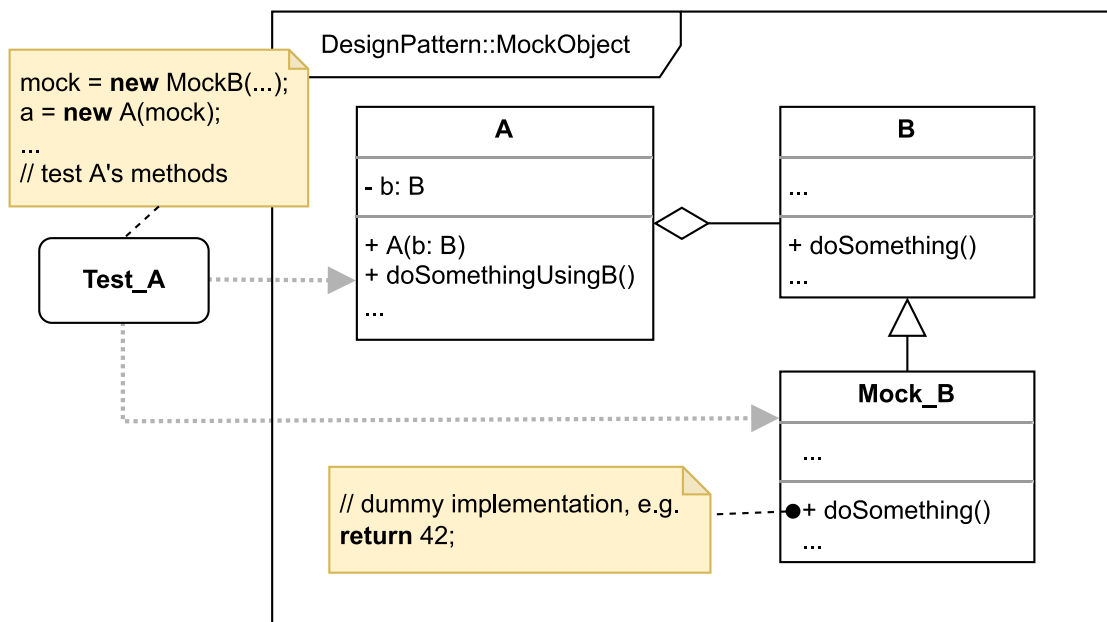 DesignPattern::MockObject
mock = new MockB(...);
a = new A(mock);
...
// test A's methods
Test_A
A
- b: B
+ A(b: B)
+ doSomethingUsingB()
...
B
...
+ doSomething()
...
Mock_B
...
+ doSomething()
...
// dummy implementation, e.g.
return 42;